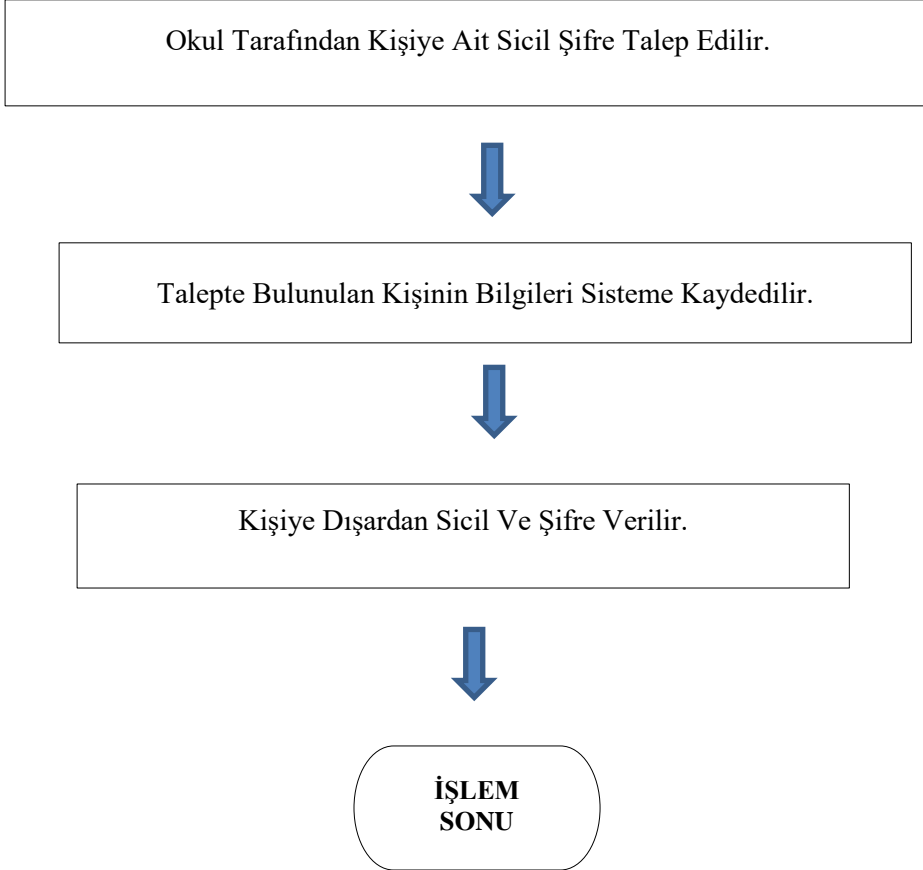 Okul Tarafından Kişiye Ait Sicil Şifre Talep Edilir.
Talepte Bulunulan Kişinin Bilgileri Sisteme Kaydedilir.
Kişiye Dışardan Sicil Ve Şifre Verilir.
İŞLEM
SONU